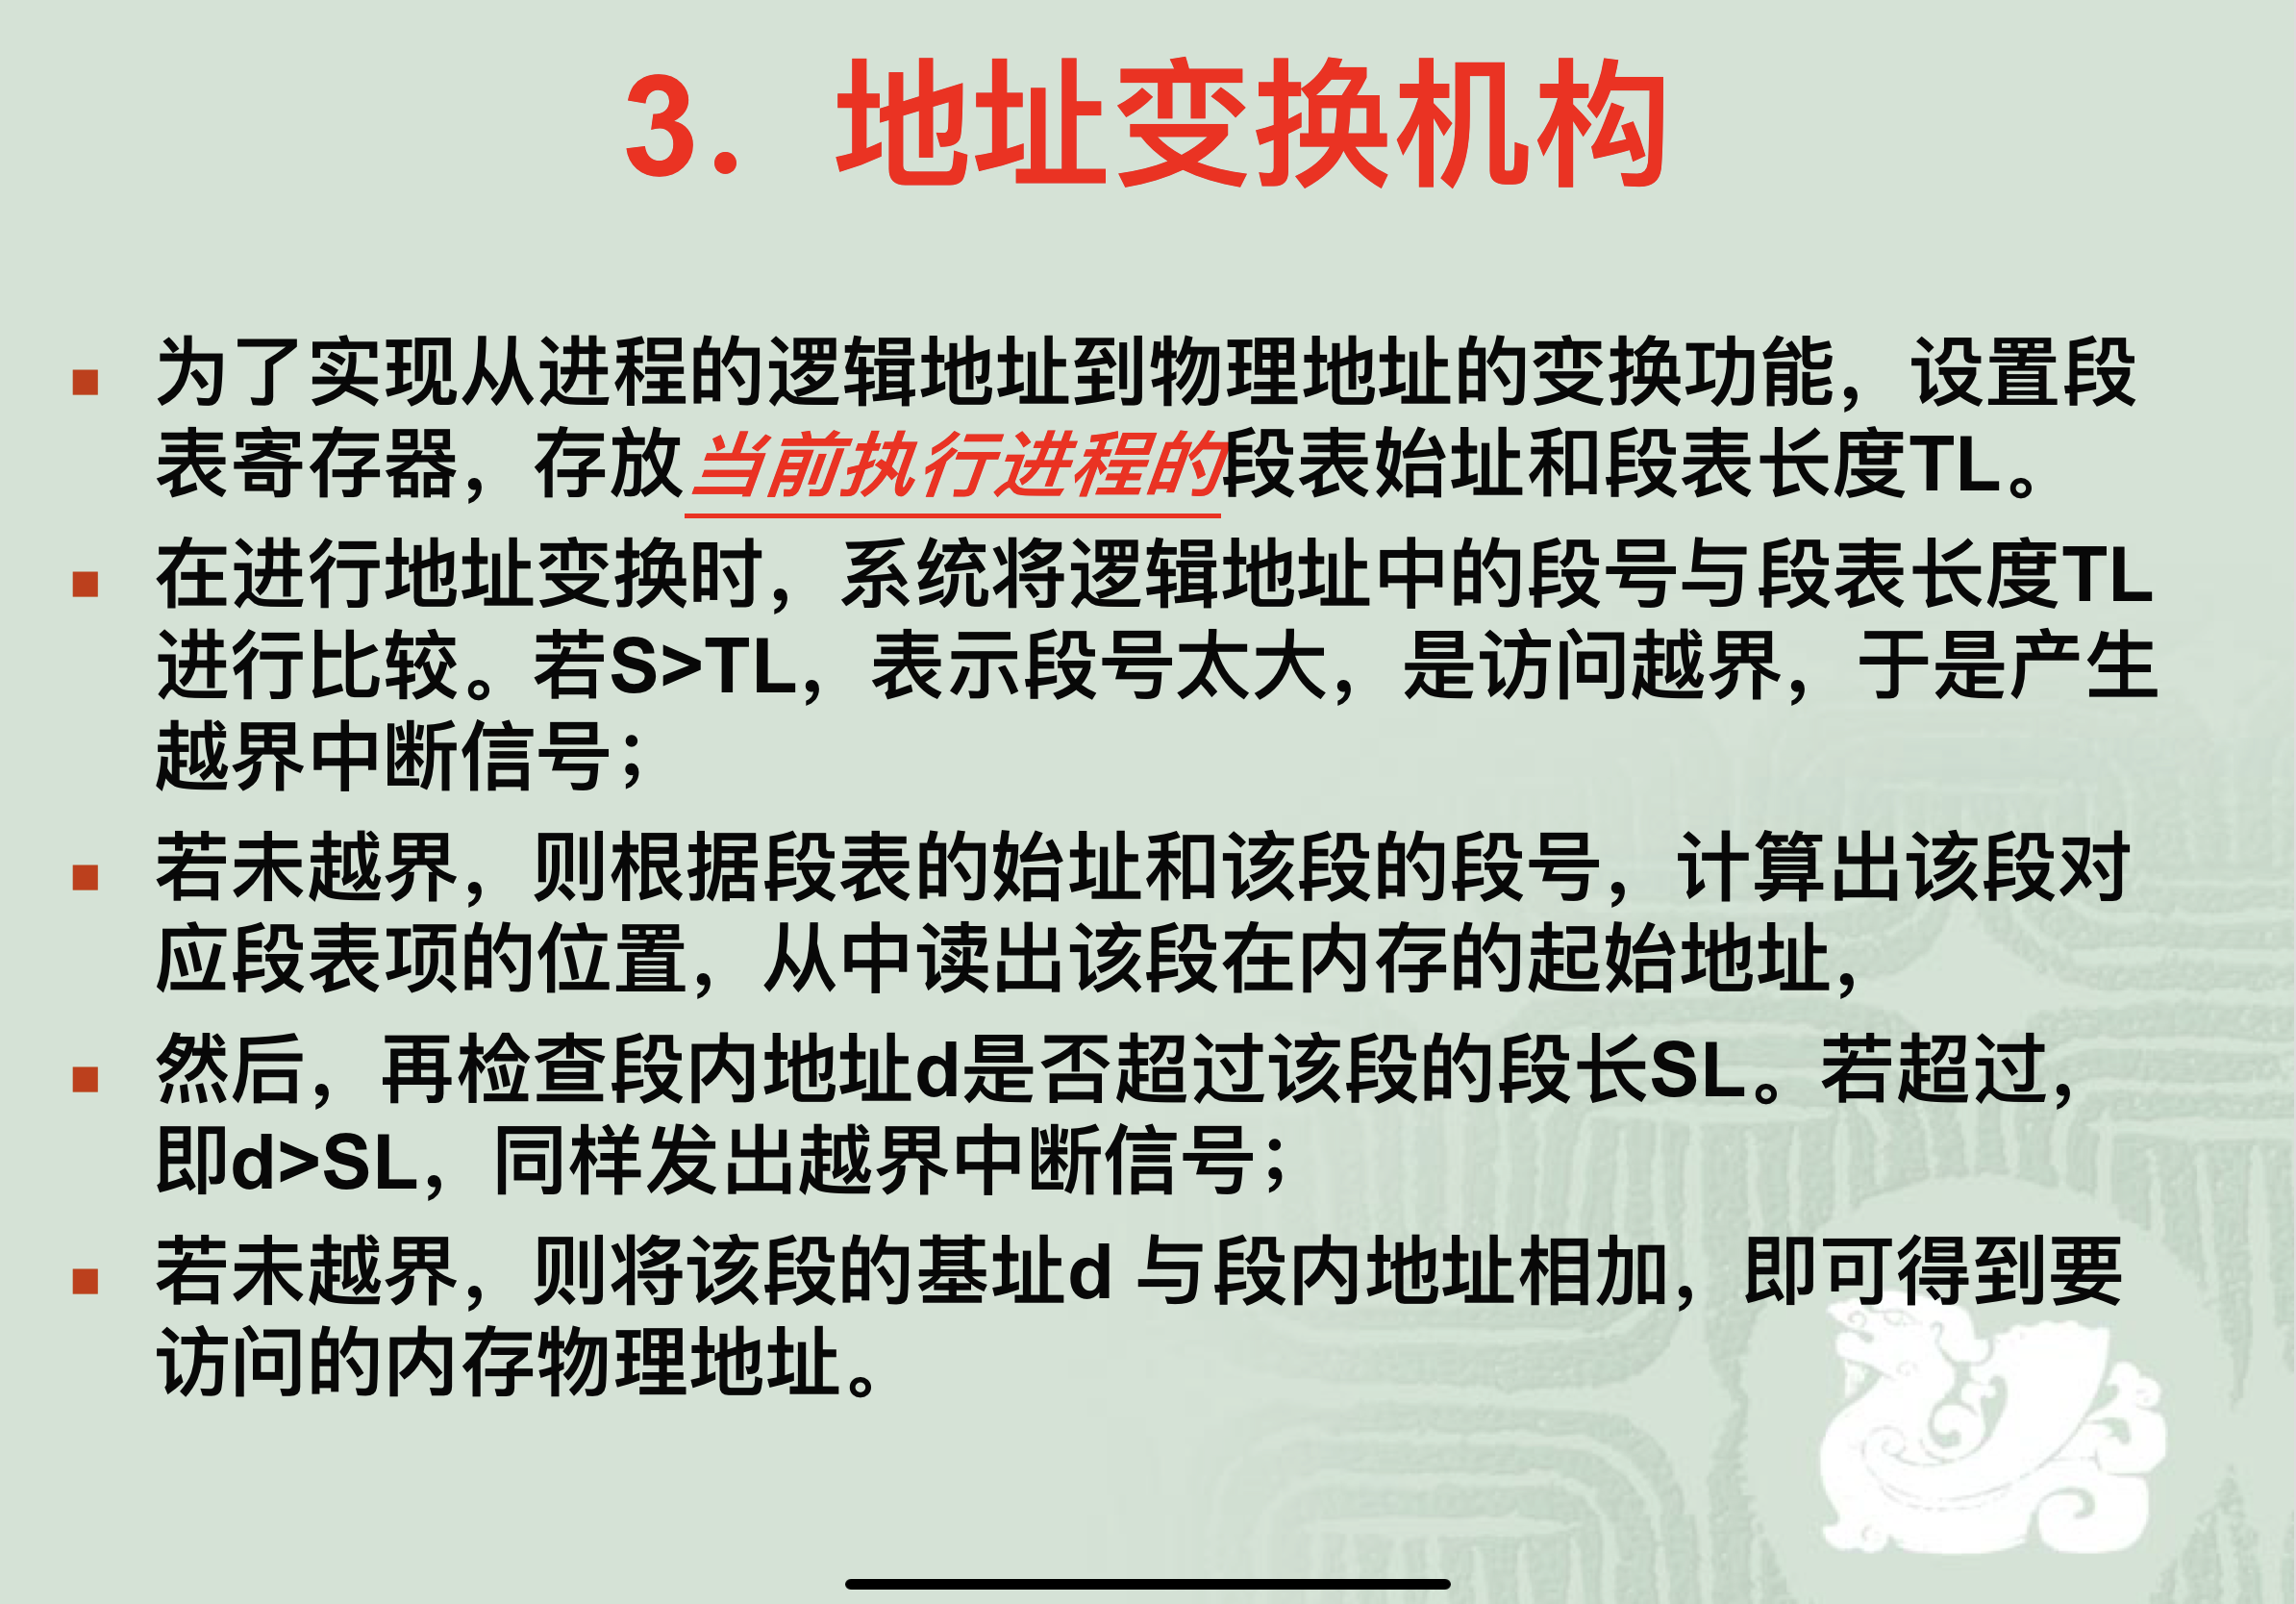 3. 地址变换机构
为了实现从进程的逻辑地址到物理地址的变换功能，设置段
表寄存器，存放当前执行进程的段表始址和段表长度TL。
在进行地址变换时，系统将逻辑地址中的段号与段表长度TL
进行比较。若S>TL，表示段号太大，是访问越界，于是产生
越界中断信号；
若未越界，则根据段表的始址和该段的段号，计算出该段对
应段表项的位置，从中读出该段在内存的起始地址，
然后，再检查段内地址d是否超过该段的段长SL。若超过，
即d>SL，同样发出越界中断信号；
若未越界，则将该段的基址d 与段内地址相加，即可得到要
访问的内存物理地址。